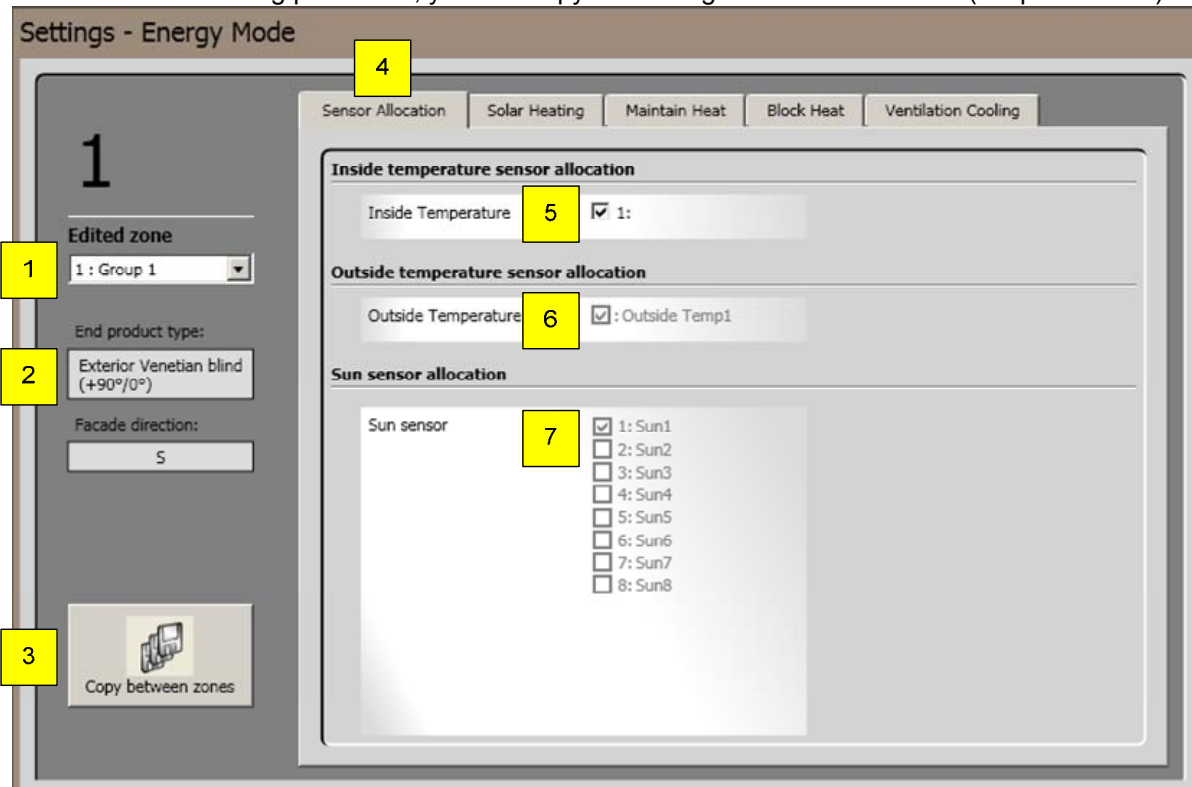 Settings - Energy Mode
4
Sensor Allocation Solar Heating Maintain Heat Block Heat Ventilation Cooling
1
Edited zone
1
1 : Group 1
End product type:
2
Exterior Venetian blind
(+90°/0°)
Facade direction:
S
3
Copy between zones
Inside temperature sensor allocation
Inside Temperature 5 1:
Outside temperature sensor allocation
Outside Temperature 6 : Outside Temp1
Sun sensor allocation
Sun sensor 7 1: Sun1
2: Sun2
3: Sun3
4: Sun4
5: Sun5
6: Sun6
7: Sun7
8: Sun8